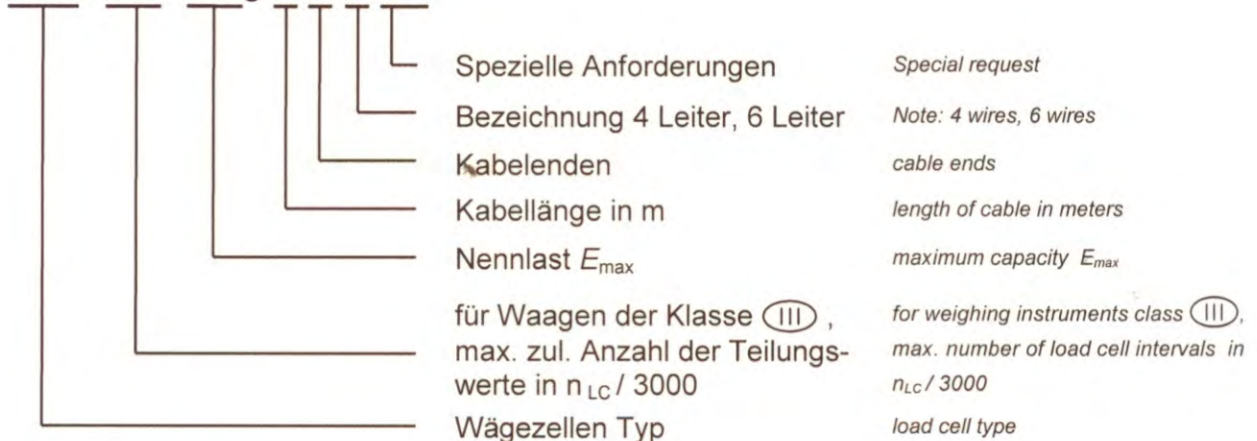 Spezielle Anforderungen Special request
Bezeichnung 4 Leiter, 6 Leiter Note: 4 wires, 6 wires
Kabelenden cable ends
Kabellänge in m length of cable in meters
Nennlast Emax maximum capacity Emax
für Waagen der Klasse III , for weighing instruments class III,
max. zul. Anzahl der Teilungs- max. number of load cell intervals in
werte in n LC / 3000 nLC / 3000
Wägezellen Typ load cell type